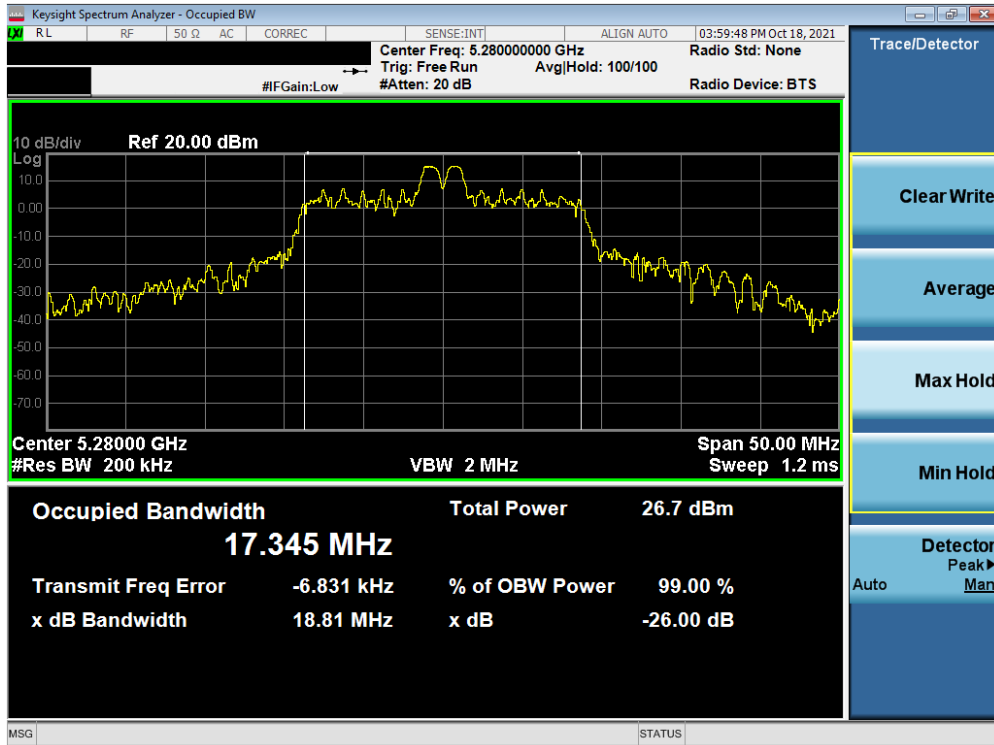 Keysight Spectrum Analyzer - Occupied BW
LXI RL RF 50 Ω AC CORREC SENSE:INT ALIGN AUTO 03:59:48 PM Oct 18, 2021
Center Freq: 5.280000000 GHz Radio Std: None
Trig: Free Run Avg|Hold: 100/100
#IFGain:Low #Atten: 20 dB Radio Device: BTS
10 dB/div Ref 20.00 dBm
Log
10.0
0.00
-10.0
-20.0
-30.0
-40.0
-50.0
-60.0
-70.0
Center 5.28000 GHz Span 50.00 MHz
#Res BW 200 kHz VBW 2 MHz Sweep 1.2 ms
Occupied Bandwidth Total Power 26.7 dBm
17.345 MHz
Transmit Freq Error -6.831 kHz % of OBW Power 99.00 %
x dB Bandwidth 18.81 MHz x dB -26.00 dB
MSG STATUS
Trace/Detector
Clear Write
Average
Max Hold
Min Hold
Detector
Peak▶
Auto Man